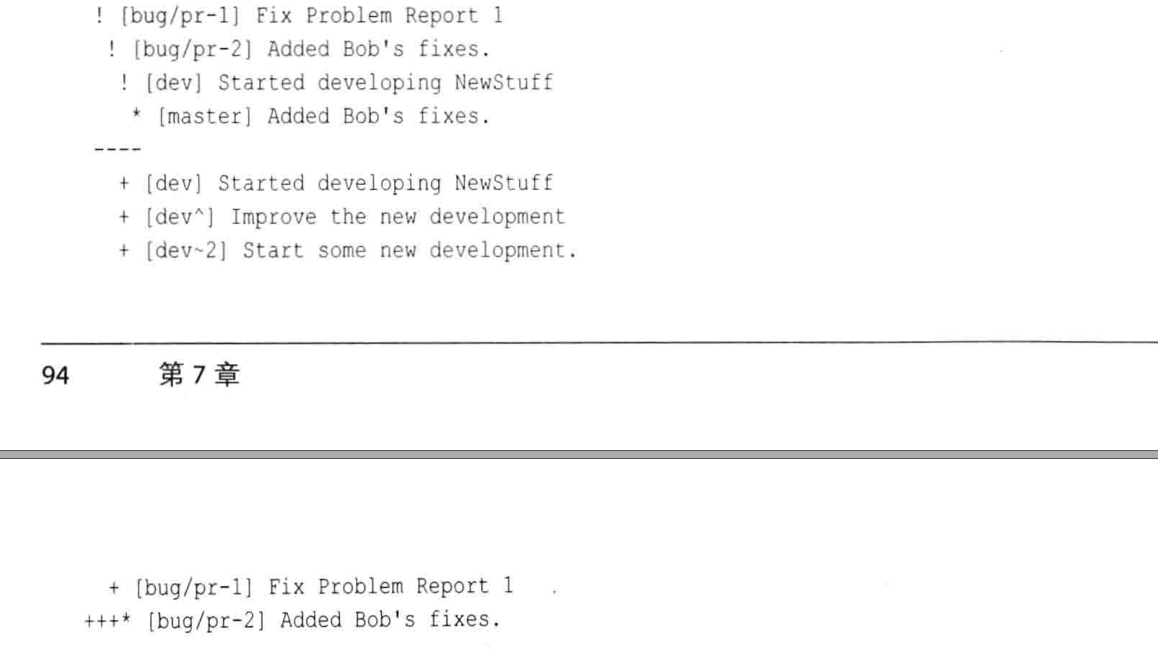 ! [bug/pr-1] Fix Problem Report 1
 ! [bug/pr-2] Added Bob's fixes.
  ! [dev] Started developing NewStuff
   * [master] Added Bob's fixes.
----
  + [dev] Started developing NewStuff
  + [dev^] Improve the new development
  + [dev~2] Start some new development.
94 第 7 章
  + [bug/pr-1] Fix Problem Report 1
+++* [bug/pr-2] Added Bob's fixes.